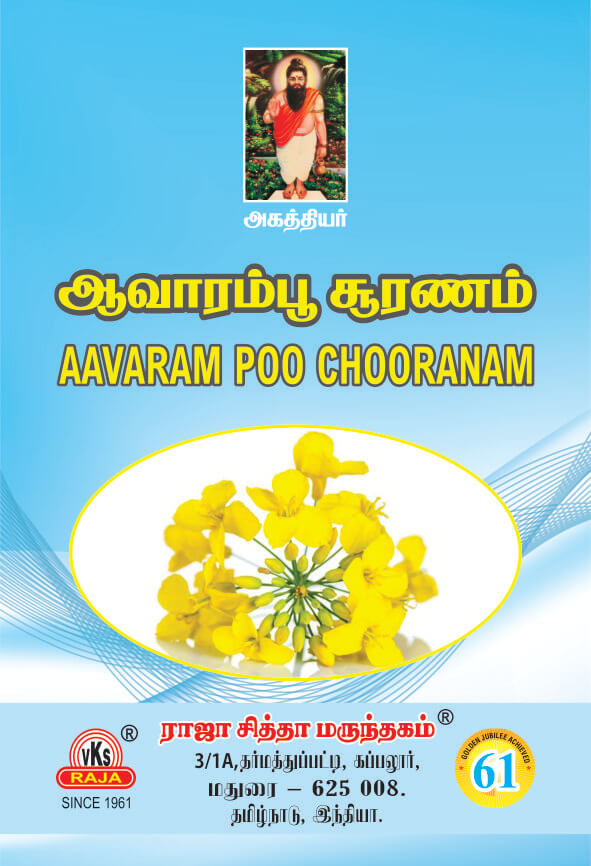 அகத்தியர்
ஆவாரம்பூ சூரணம்
AAVARAM POO CHOORANAM
ராஜா சித்தா மருந்தகம்®
3/1A,தர்மத்துப்பட்டி, கப்பலூர்,
மதுரை – 625 008.
தமிழ்நாடு, இந்தியா.
VKS ®
RAJA
SINCE 1961
GOLDEN JUBILEE ACHIEVED
61